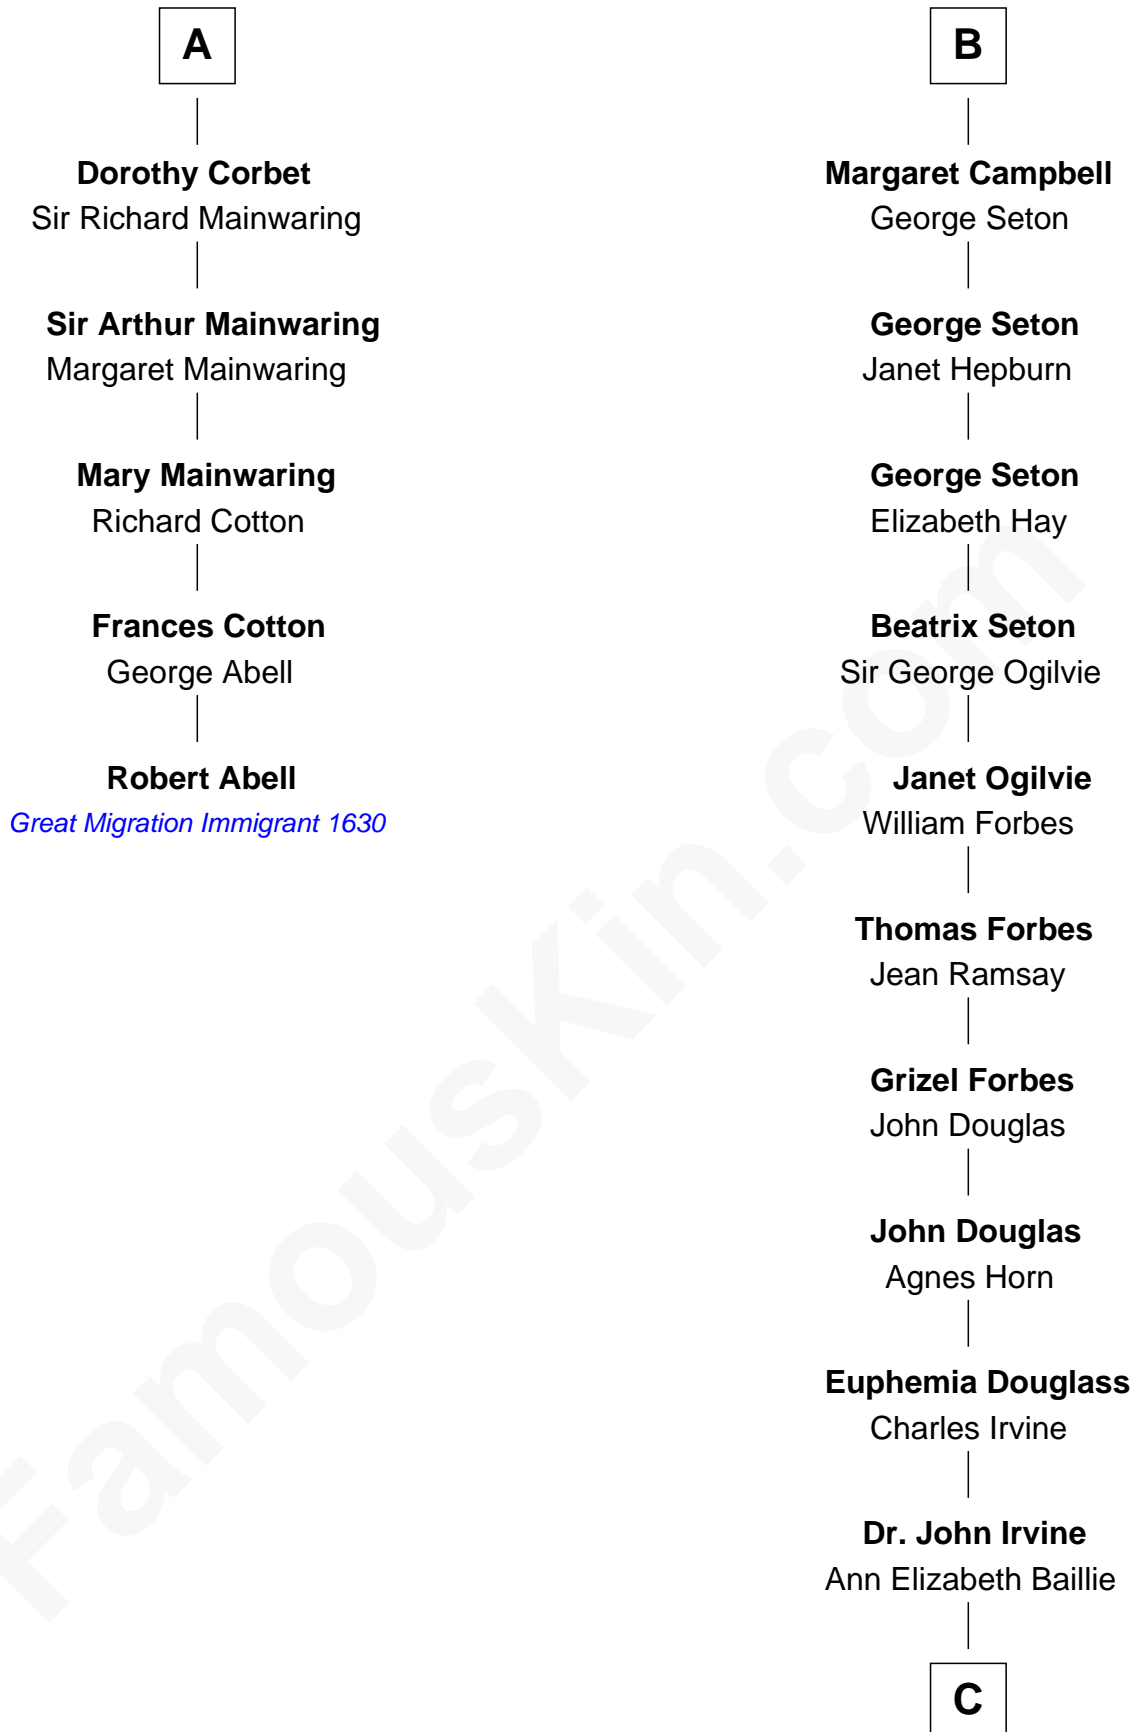 A
Dorothy Corbet
Sir Richard Mainwaring
Sir Arthur Mainwaring
Margaret Mainwaring
Mary Mainwaring
Richard Cotton
Frances Cotton
George Abell
Robert Abell
Great Migration Immigrant 1630
B
Margaret Campbell
George Seton
George Seton
Janet Hepburn
George Seton
Elizabeth Hay
Beatrix Seton
Sir George Ogilvie
Janet Ogilvie
William Forbes
Thomas Forbes
Jean Ramsay
Grizel Forbes
John Douglas
John Douglas
Agnes Horn
Euphemia Douglass
Charles Irvine
Dr. John Irvine
Ann Elizabeth Baillie
C
FamousKin.com